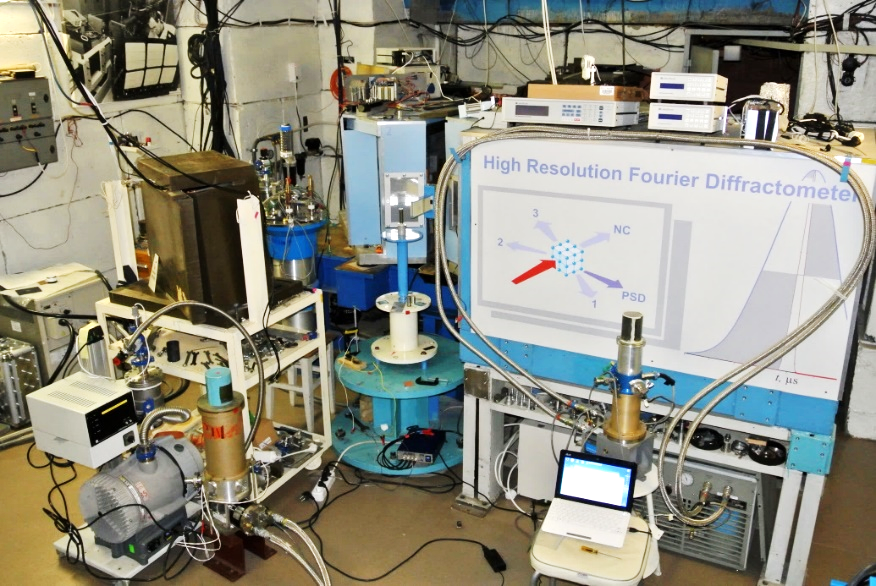 High Resolution Fourier Diffractometer
3
NC
2
1
PSD
t, µs